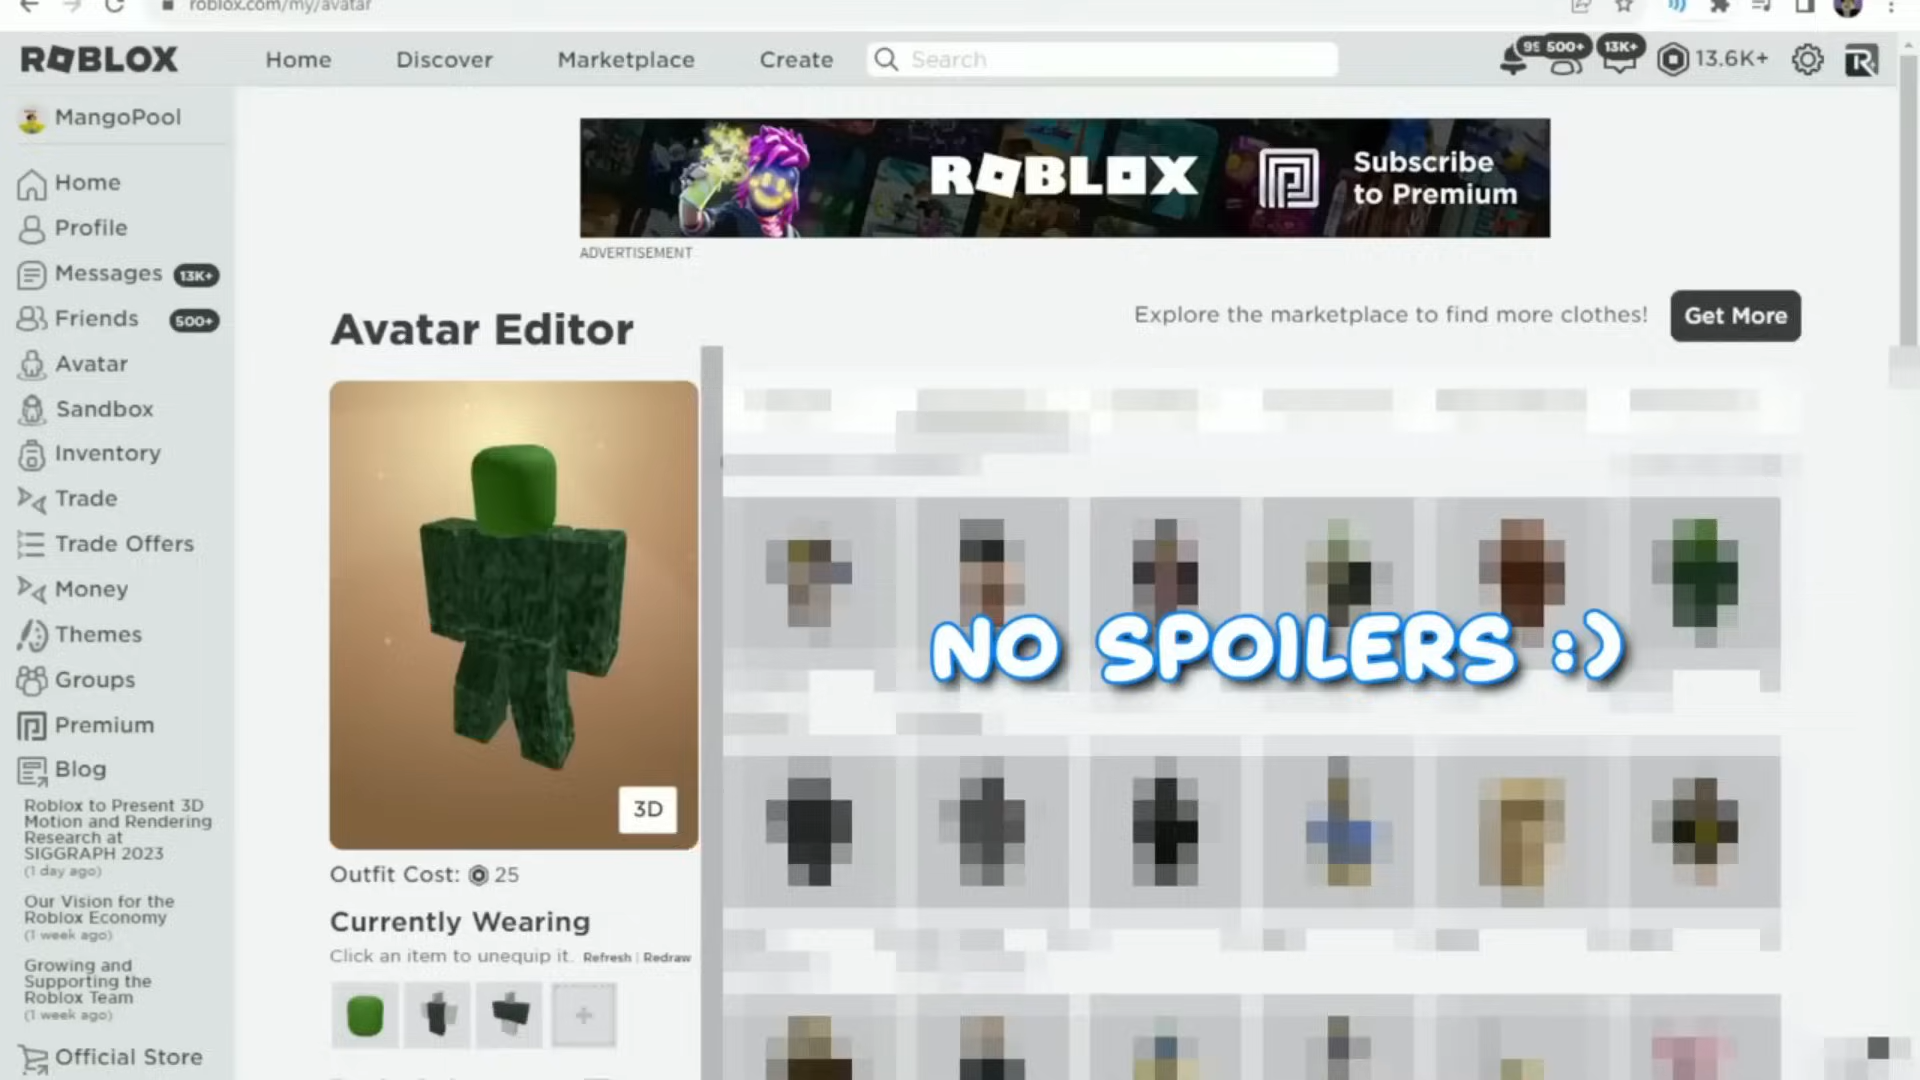 roblox.com/my/avatar
ROBLOX
Home
Discover
Marketplace
Create
Search
500+
13K+
13.6K+
MangoPool
Home
Profile
Messages 13K+
Friends 500+
Avatar
Sandbox
Inventory
Trade
Trade Offers
Money
Themes
Groups
Premium
Blog
Roblox to Present 3D
Motion and Rendering
Research at
SIGGRAPH 2023
(1 day ago)
Our Vision for the
Roblox Economy
(1 week ago)
Growing and
Supporting the
Roblox Team
(1 week ago)
Official Store
ROBLOX
Subscribe
to Premium
ADVERTISEMENT
Avatar Editor
Explore the marketplace to find more clothes!
Get More
3D
NO SPOILERS :)
Outfit Cost: 25
Currently Wearing
Click an item to unequip it. Refresh | Redraw